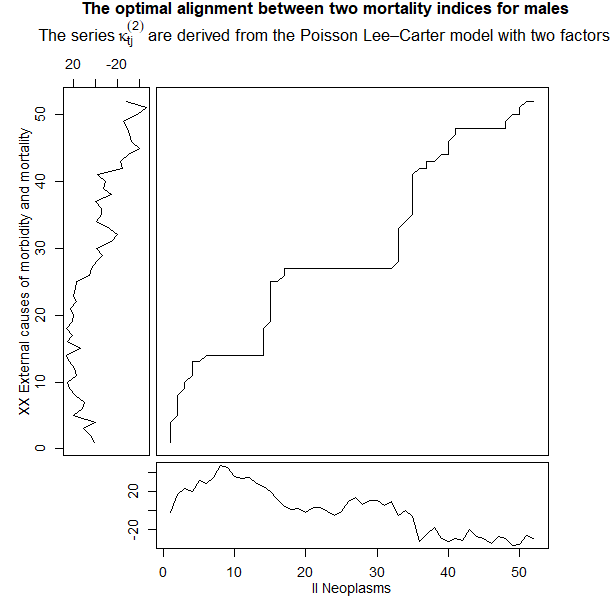 The optimal alignment between two mortality indices for males
The series κtj(2) are derived from the Poisson Lee–Carter model with two factors
20 -20
XX External causes of morbidity and mortality
50
40
30
20
10
0
20
-20
0 10 20 30 40 50
II Neoplasms